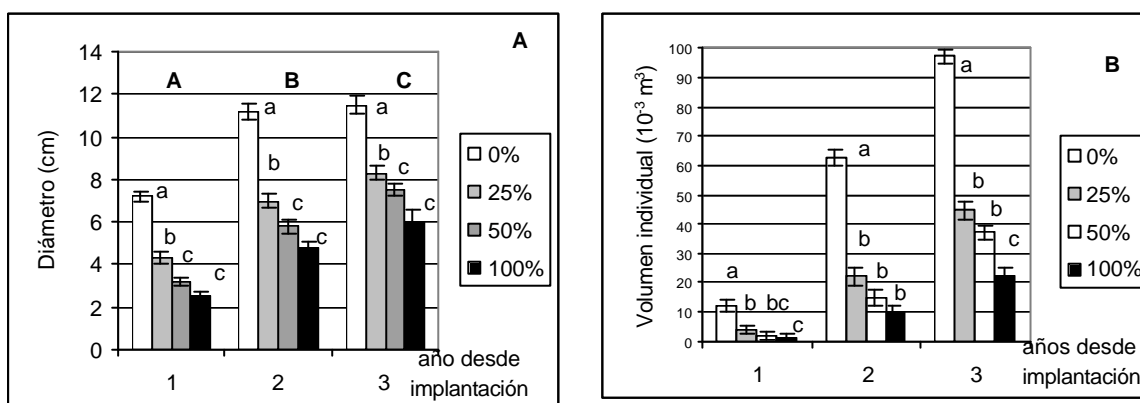 A
14
12
10
8
6
4
2
0
Diámetro (cm)
A
B
C
a
b
c
c
a
b
c
c
a
b
c
c
1
2
3
año desde
implantación
0%
25%
50%
100%
B
100
90
80
70
60
50
40
30
20
10
0
Volumen individual (10⁻³ m³)
a
b
bc
c
a
b
b
b
a
b
b
c
1
2
3
años desde
implantación
0%
25%
50%
100%